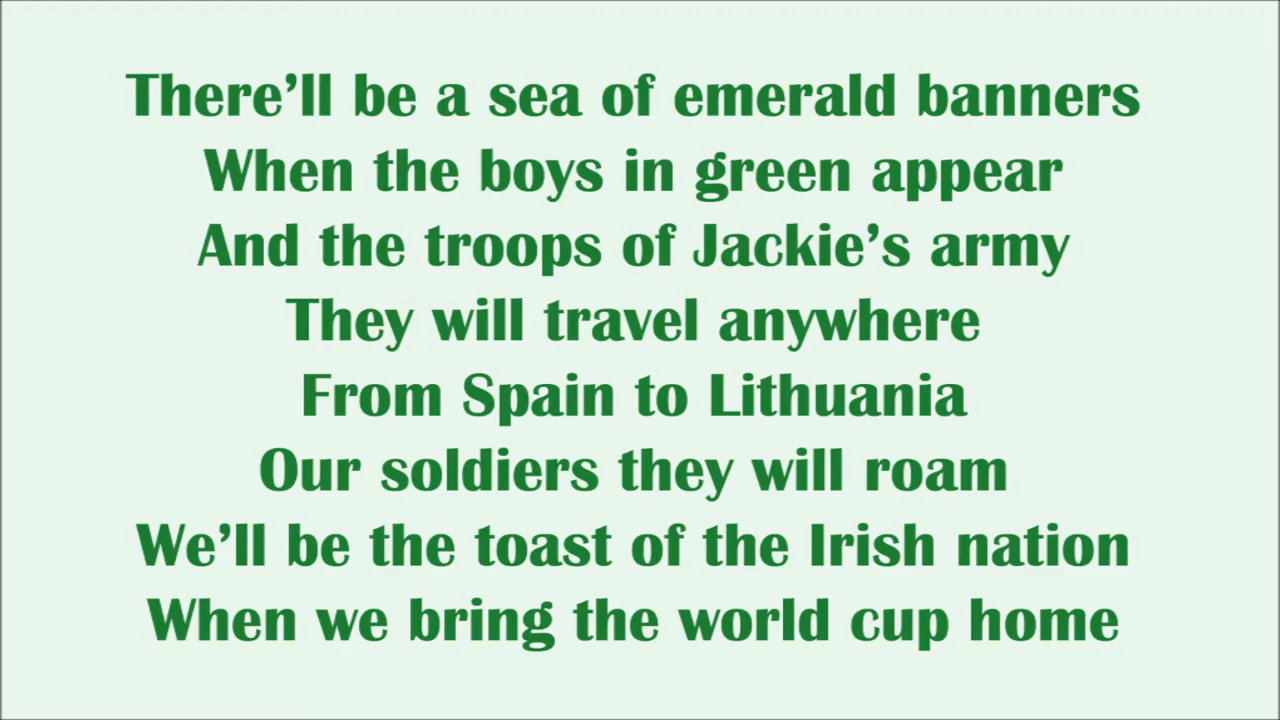 There’ll be a sea of emerald banners
When the boys in green appear
And the troops of Jackie’s army
They will travel anywhere
From Spain to Lithuania
Our soldiers they will roam
We’ll be the toast of the Irish nation
When we bring the world cup home